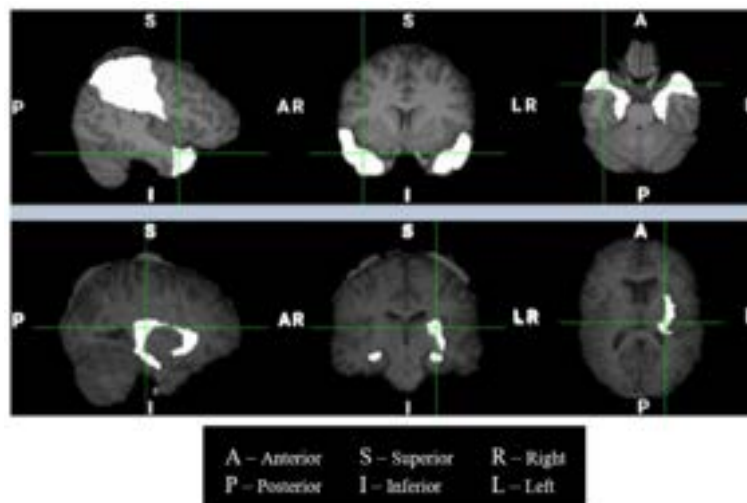 S S A
P AR LR
I I P
S S A
P AR LR
I I P
A – Anterior S – Superior R – Right
P – Posterior I – Inferior L – Left